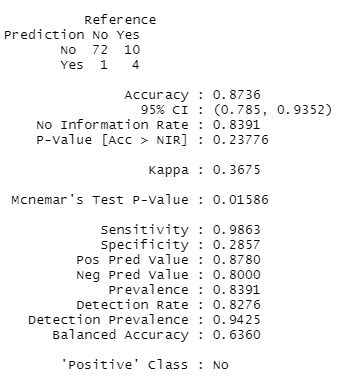 Reference
Prediction No Yes
No 72 10
Yes 1 4
Accuracy : 0.8736
95% CI : (0.785, 0.9352)
No Information Rate : 0.8391
P-Value [Acc > NIR] : 0.23776
Kappa : 0.3675
Mcnemar's Test P-Value : 0.01586
Sensitivity : 0.9863
Specificity : 0.2857
Pos Pred Value : 0.8780
Neg Pred Value : 0.8000
Prevalence : 0.8391
Detection Rate : 0.8276
Detection Prevalence : 0.9425
Balanced Accuracy : 0.6360
'Positive' Class : No